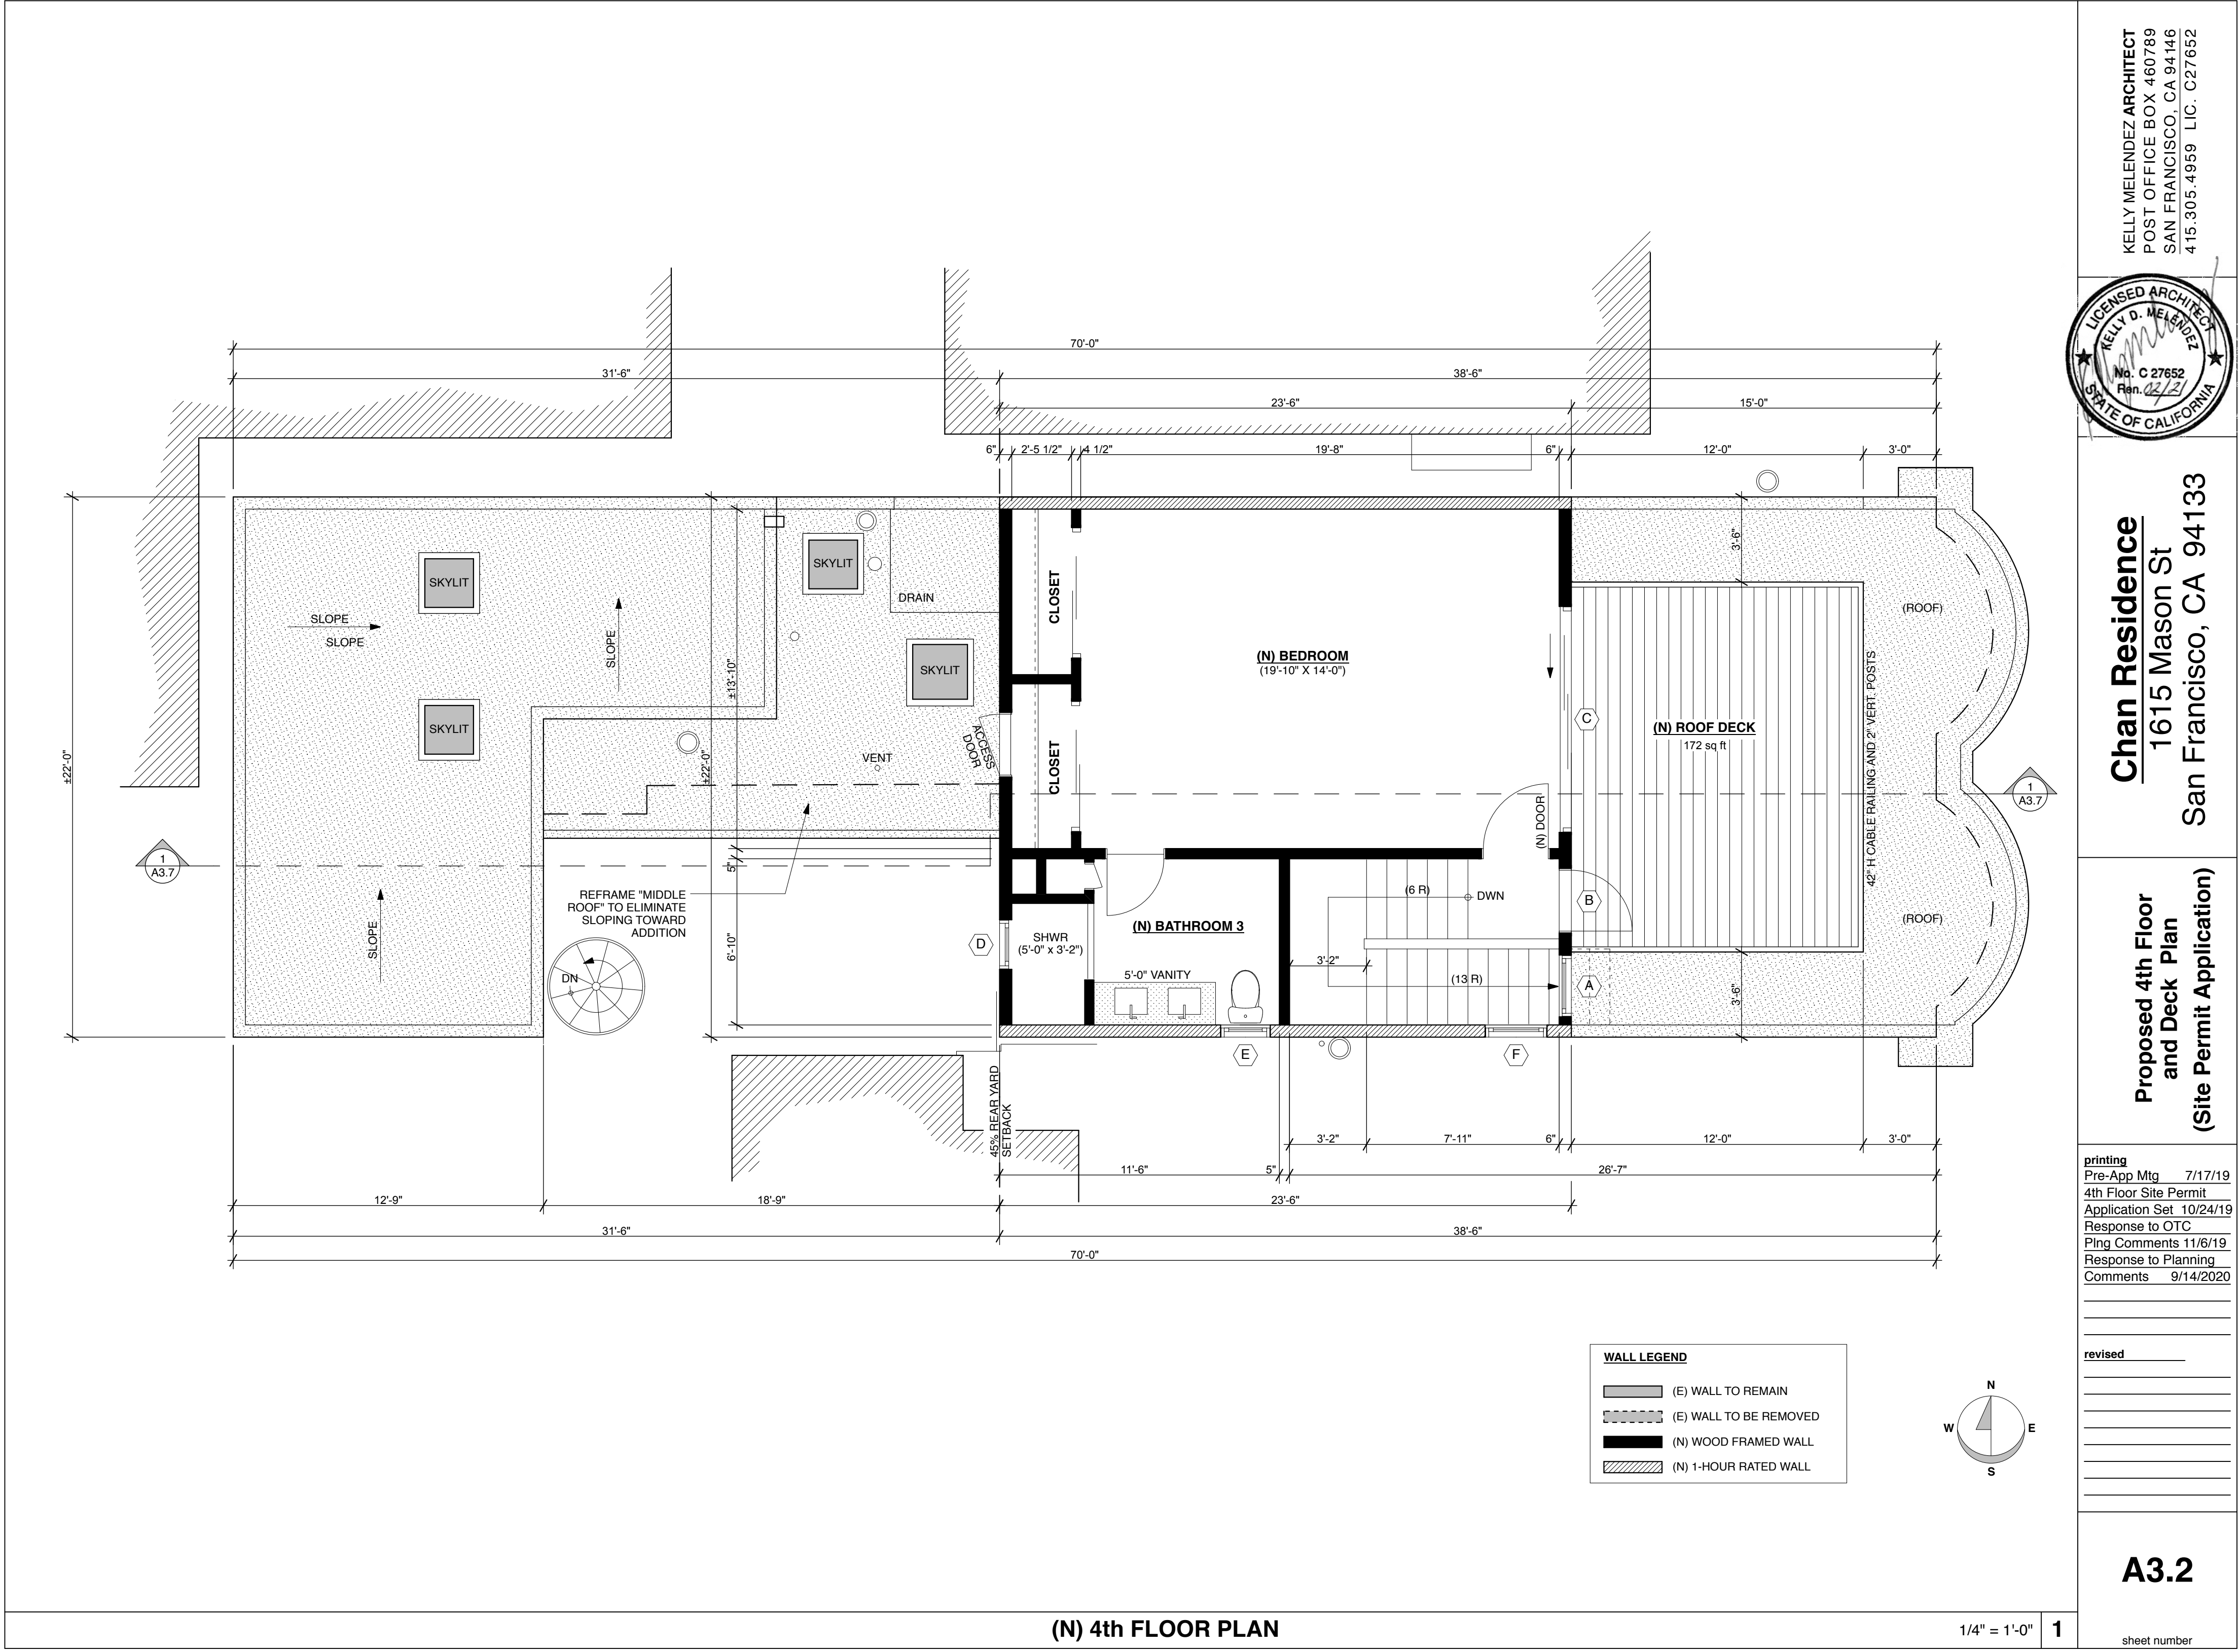 70'-0"
31'-6"
38'-6"
23'-6"
15'-0"
6"
2'-5 1/2"
4 1/2"
19'-8"
6"
12'-0"
3'-0"
±22'-0"
±22'-0"
±13'-10"
5"
6'-10"
3'-6"
3'-6"
SKYLIT
SKYLIT
SKYLIT
SKYLIT
SLOPE
SLOPE
SLOPE
SLOPE
DRAIN
VENT
ACCESS
DOOR
CLOSET
CLOSET
(N) BEDROOM
(19'-10" X 14'-0")
(N) DOOR
C
B
A
D
E
F
(N) ROOF DECK
172 sq ft
42" H CABLE RAILING AND 2" VERT. POSTS
(ROOF)
(ROOF)
1
A3.7
1
A3.7
REFRAME "MIDDLE
ROOF" TO ELIMINATE
SLOPING TOWARD
ADDITION
DN
SHWR
(5'-0" x 3'-2")
(N) BATHROOM 3
5'-0" VANITY
(6 R)
DWN
3'-2"
(13 R)
45% REAR YARD
SETBACK
3'-2"
7'-11"
6"
12'-0"
3'-0"
11'-6"
5"
26'-7"
12'-9"
18'-9"
23'-6"
31'-6"
38'-6"
70'-0"
WALL LEGEND
(E) WALL TO REMAIN
(E) WALL TO BE REMOVED
(N) WOOD FRAMED WALL
(N) 1-HOUR RATED WALL
N
W
E
S
(N) 4th FLOOR PLAN
1/4" = 1'-0"
1
KELLY MELENDEZ ARCHITECT
POST OFFICE BOX 460789
SAN FRANCISCO, CA 94146
415.305.4959 LIC. C27652
LICENSED ARCHITECT
KELLY D. MELENDEZ
No. C 27652
Ren. 02/21
STATE OF CALIFORNIA
Chan Residence
1615 Mason St
San Francisco, CA 94133
Proposed 4th Floor
and Deck Plan
(Site Permit Application)
printing
Pre-App Mtg 7/17/19
4th Floor Site Permit
Application Set 10/24/19
Response to OTC
Plng Comments 11/6/19
Response to Planning
Comments 9/14/2020
revised
A3.2
sheet number